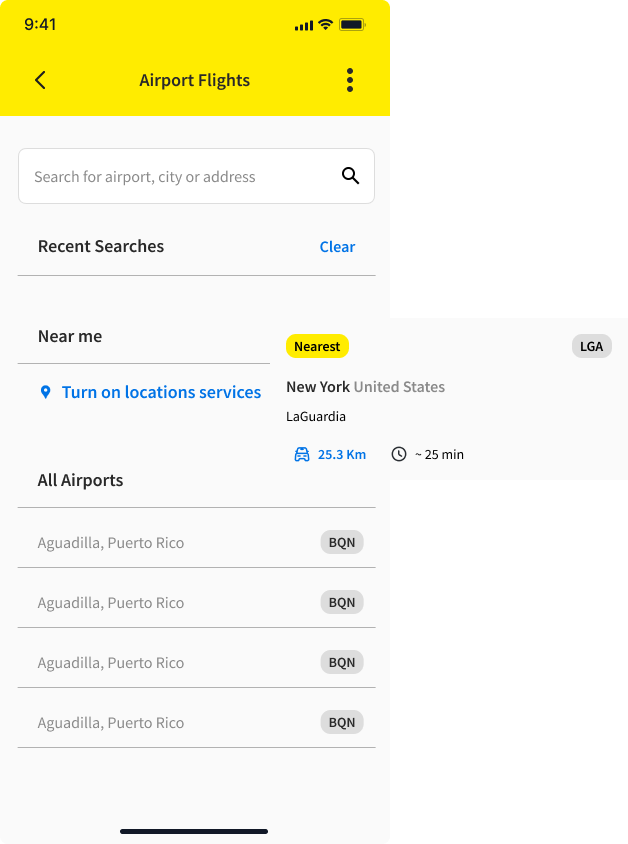 9:41
Airport Flights
Search for airport, city or address
Recent Searches Clear
Near me
Turn on locations services
Nearest LGA
New York United States
LaGuardia
25.3 Km ~ 25 min
All Airports
Aguadilla, Puerto Rico BQN
Aguadilla, Puerto Rico BQN
Aguadilla, Puerto Rico BQN
Aguadilla, Puerto Rico BQN